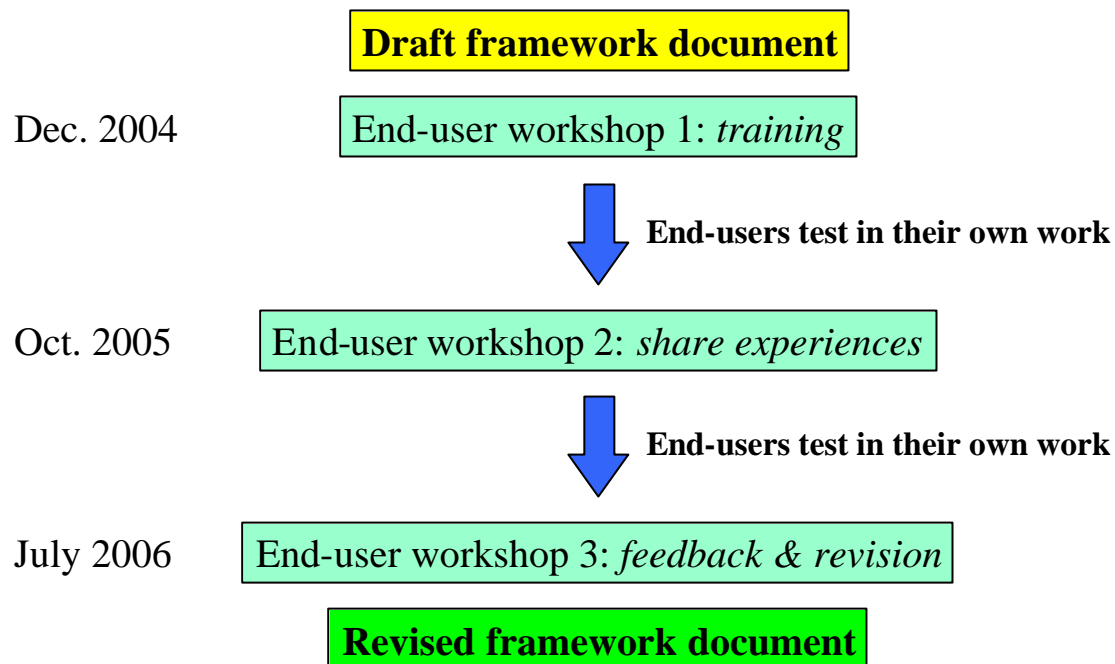 Draft framework document
Dec. 2004 End-user workshop 1: training
End-users test in their own work
Oct. 2005 End-user workshop 2: share experiences
End-users test in their own work
July 2006 End-user workshop 3: feedback & revision
Revised framework document